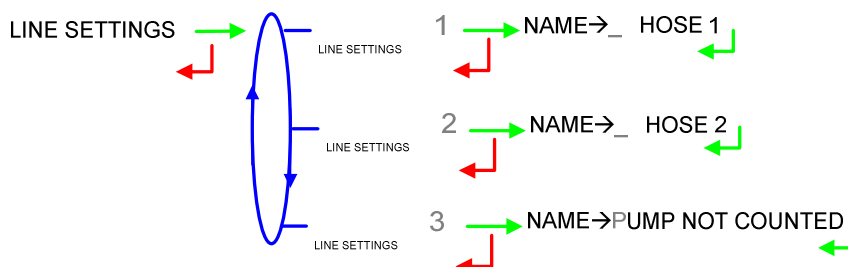 LINE SETTINGS
LINE SETTINGS 1 NAME→_ HOSE 1
LINE SETTINGS 2 NAME→_ HOSE 2
LINE SETTINGS 3 NAME→PUMP NOT COUNTED